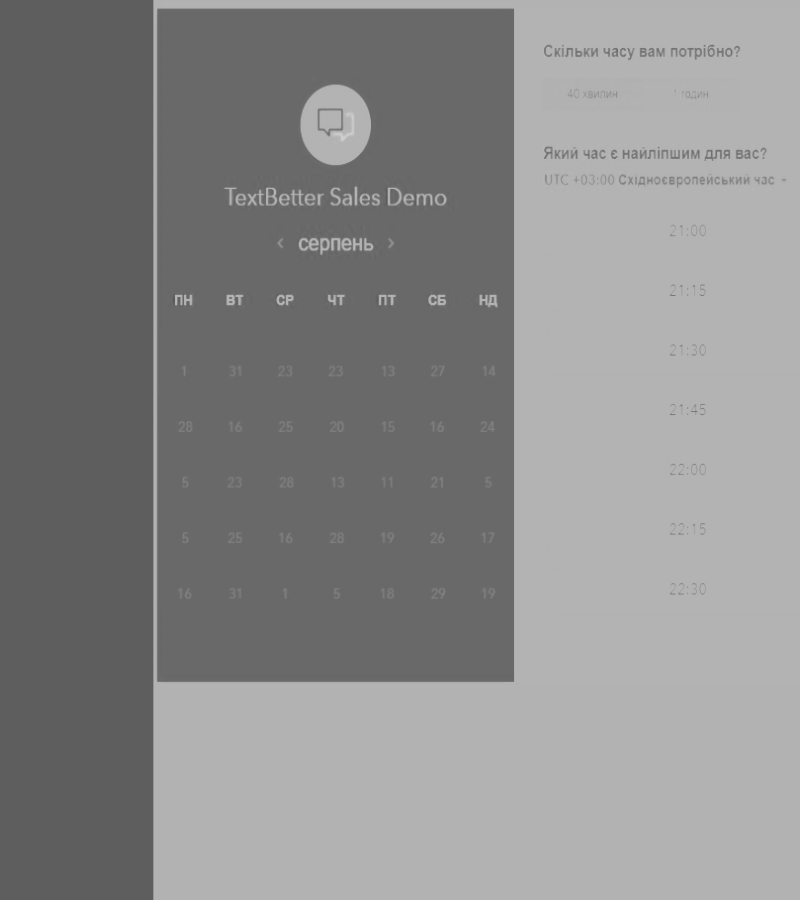 TextBetter Sales Demo
‹ серпень ›
ПН ВТ СР ЧТ ПТ СБ НД
1 31 23 23 13 27 14
28 16 25 20 15 16 24
5 23 28 13 11 21 5
5 25 16 28 19 26 17
16 31 1 5 18 29 19
Скільки часу вам потрібно?
40 хвилин 1 годин
Який час є найліпшим для вас?
UTC +03:00 Східноєвропейський час
21:00
21:15
21:30
21:45
22:00
22:15
22:30